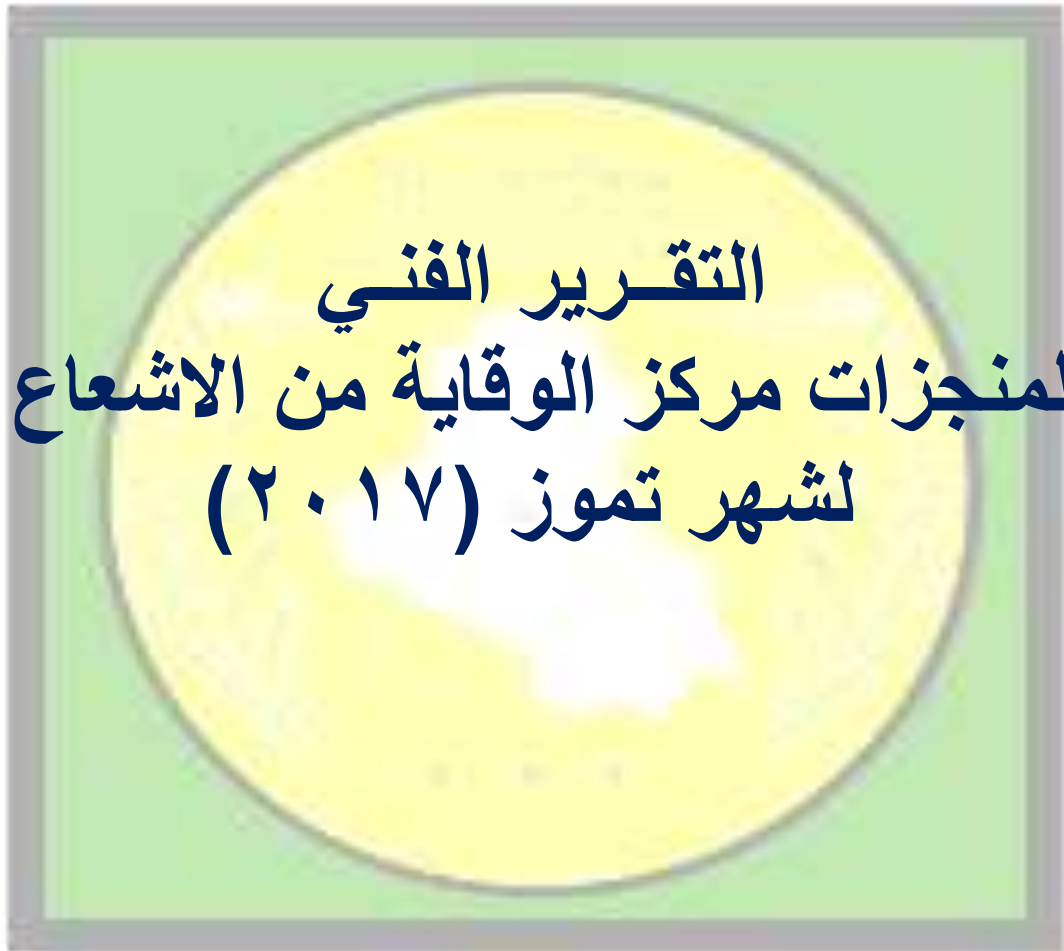 التقــرير الفنــي
لمنجزات مركز الوقاية من الاشعاع
لشهر تموز (٢٠١٧)